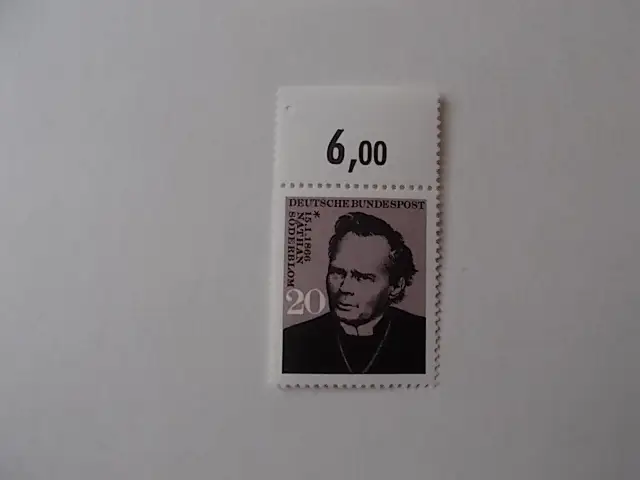 6,00
DEUTSCHE BUNDESPOST
* 15.1.1866
NATHAN
SÖDERBLOM
20